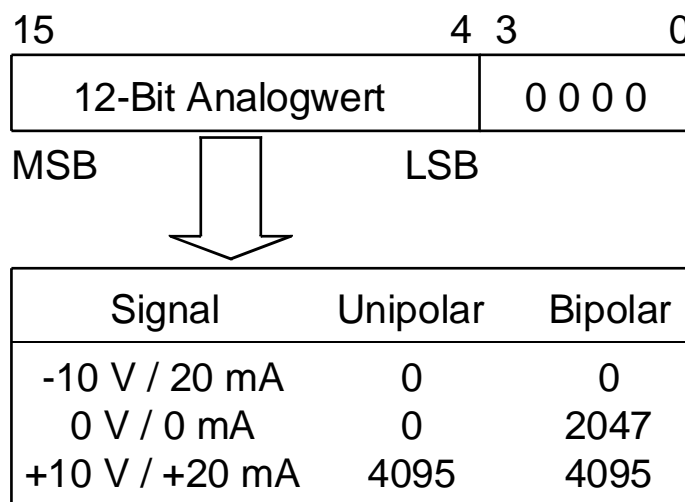 15 4 3 0
12-Bit Analogwert 0 0 0 0
MSB LSB
Signal Unipolar Bipolar
-10 V / 20 mA 0 0
0 V / 0 mA 0 2047
+10 V / +20 mA 4095 4095